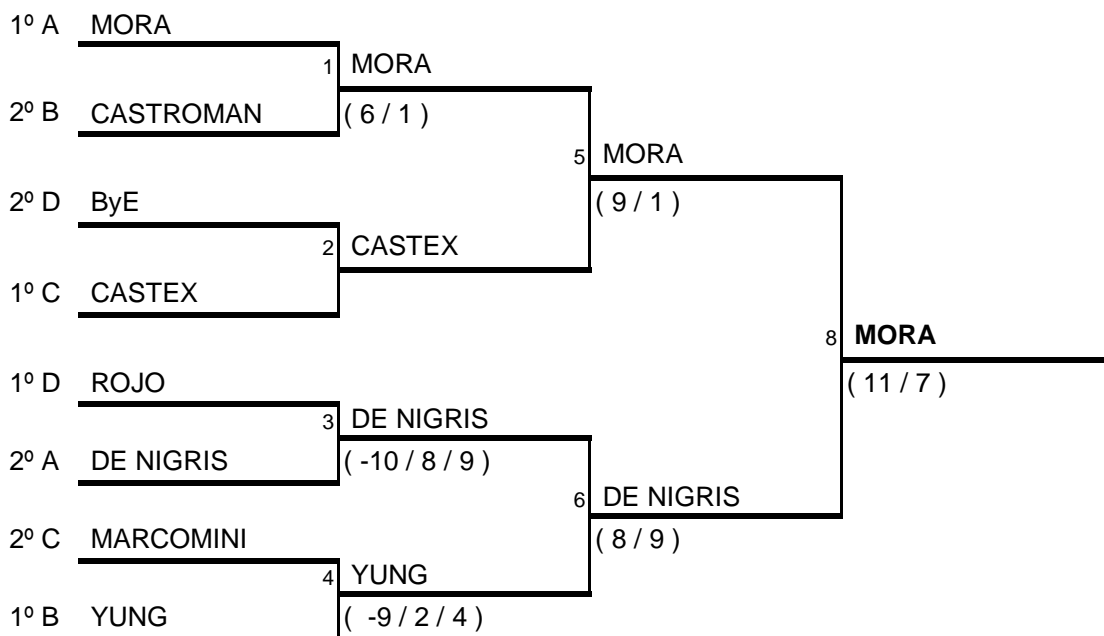 1º A MORA
1 MORA
2º B CASTROMAN ( 6 / 1 )
5 MORA
2º D ByE ( 9 / 1 )
2 CASTEX
1º C CASTEX
8 MORA
1º D ROJO ( 11 / 7 )
3 DE NIGRIS
2º A DE NIGRIS ( -10 / 8 / 9 )
6 DE NIGRIS
2º C MARCOMINI ( 8 / 9 )
4 YUNG
1º B YUNG ( -9 / 2 / 4 )